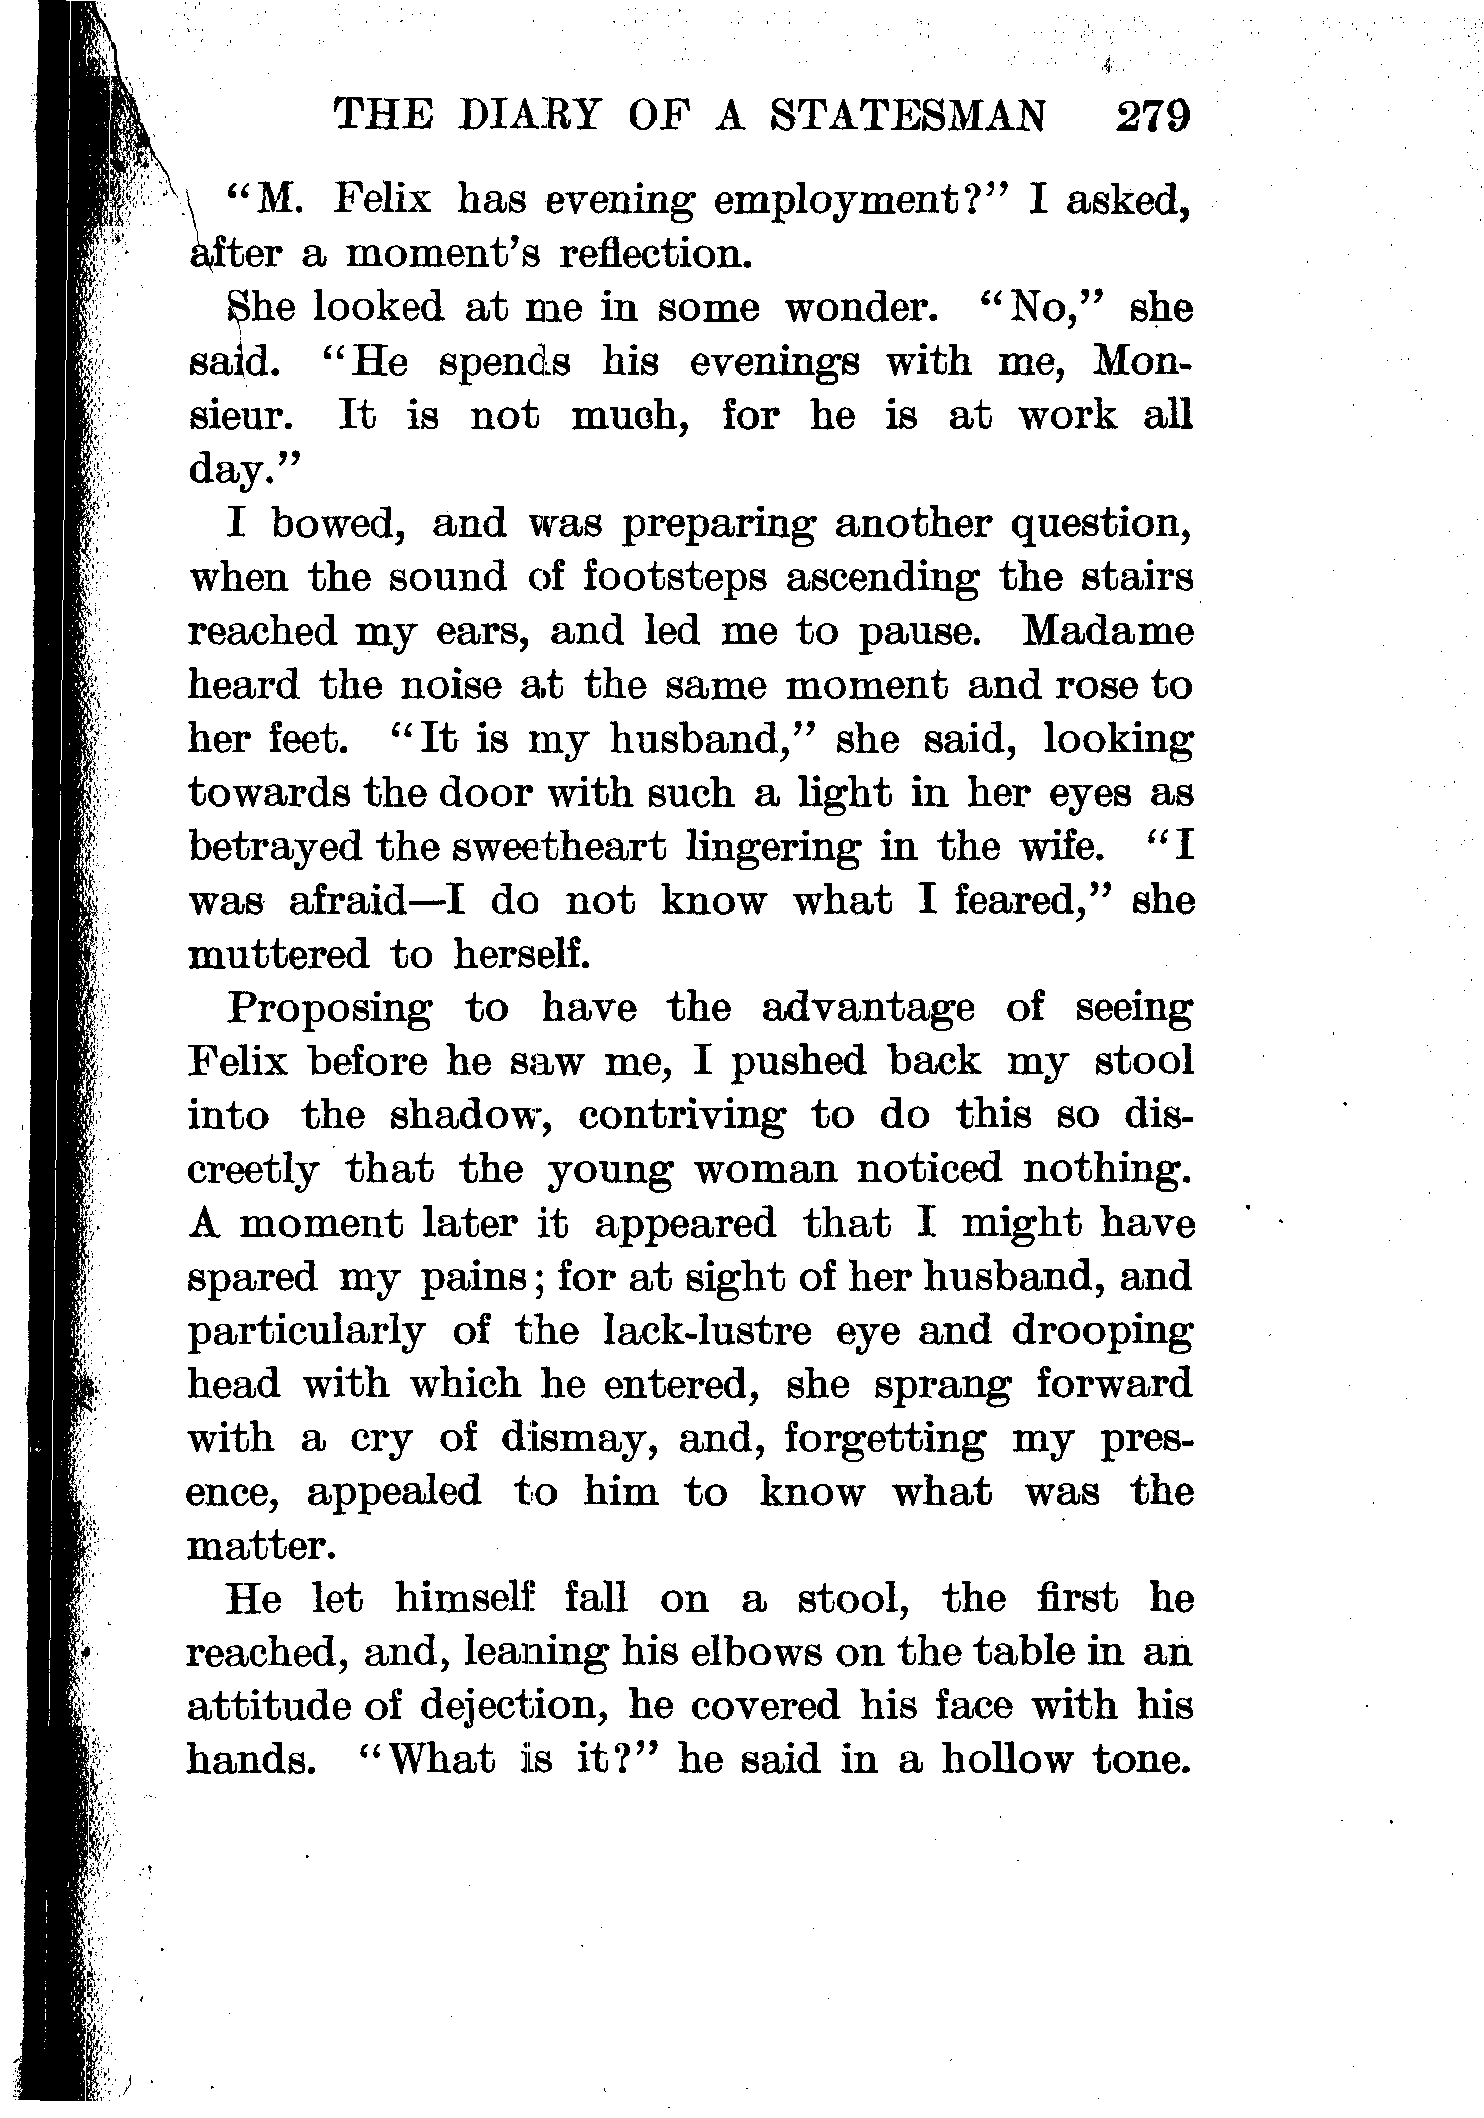 THE DIARY OF A STATESMAN 279
"M. Felix has evening employment?" I asked,
after a moment's reflection.
She looked at me in some wonder. "No," she
said. "He spends his evenings with me, Mon-
sieur. It is not much, for he is at work all
day."
I bowed, and was preparing another question,
when the sound of footsteps ascending the stairs
reached my ears, and led me to pause. Madame
heard the noise at the same moment and rose to
her feet. "It is my husband," she said, looking
towards the door with such a light in her eyes as
betrayed the sweetheart lingering in the wife. "I
was afraid—I do not know what I feared," she
muttered to herself.
Proposing to have the advantage of seeing
Felix before he saw me, I pushed back my stool
into the shadow, contriving to do this so dis-
creetly that the young woman noticed nothing.
A moment later it appeared that I might have
spared my pains; for at sight of her husband, and
particularly of the lack-lustre eye and drooping
head with which he entered, she sprang forward
with a cry of dismay, and, forgetting my pres-
ence, appealed to him to know what was the
matter.
He let himself fall on a stool, the first he
reached, and, leaning his elbows on the table in an
attitude of dejection, he covered his face with his
hands. "What is it?" he said in a hollow tone.